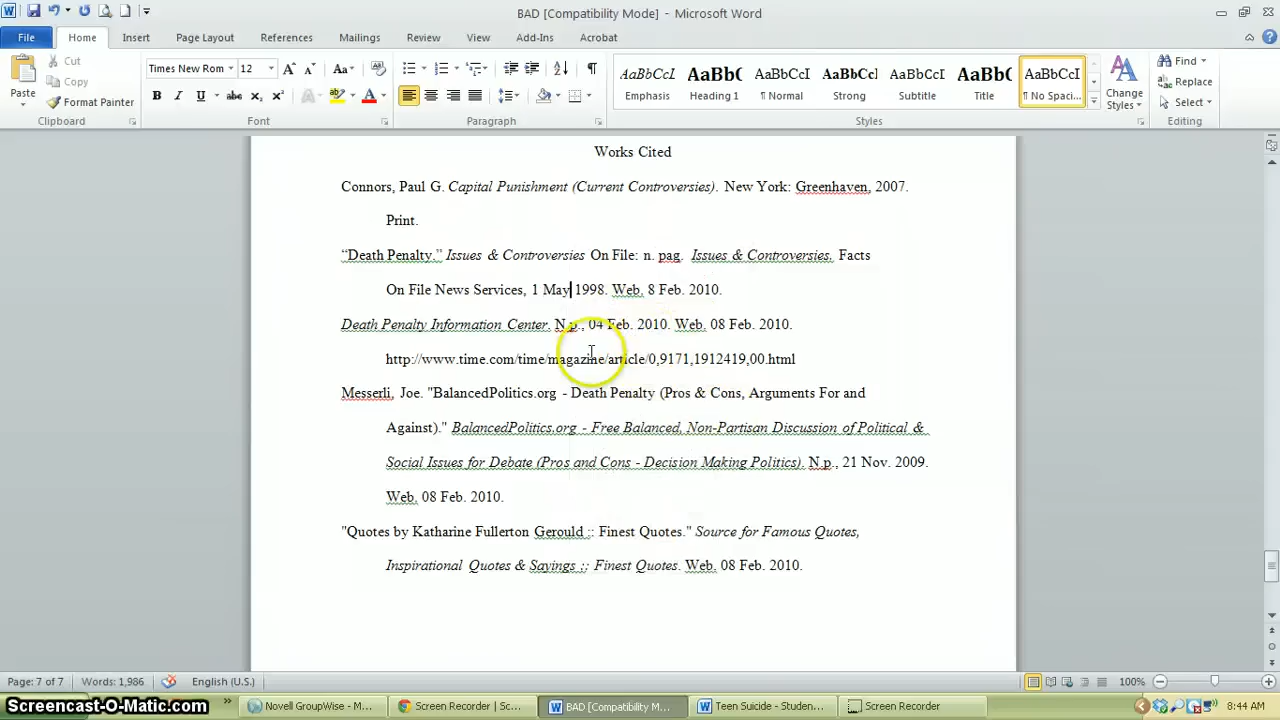 BAD [Compatibility Mode] - Microsoft Word
File Home Insert Page Layout References Mailings Review View Add-Ins Acrobat
Paste Cut Copy Format Painter
Clipboard
Times New Rom 12
Font
Paragraph
AaBbCcI AaBbC( AaBbCcI AaBbCcI AaBbCcI AaBbC( AaBbCcI
Emphasis Heading 1 ¶ Normal Strong Subtitle Title ¶ No Spaci...
Change Styles
Styles
Find Replace Select
Editing
Works Cited
Connors, Paul G. Capital Punishment (Current Controversies). New York: Greenhaven, 2007.
Print.
“Death Penalty.” Issues & Controversies On File: n. pag. Issues & Controversies. Facts
On File News Services, 1 May 1998. Web. 8 Feb. 2010.
Death Penalty Information Center. N.p., 04 Feb. 2010. Web. 08 Feb. 2010.
http://www.time.com/time/magazine/article/0,9171,1912419,00.html
Messerli, Joe. "BalancedPolitics.org - Death Penalty (Pros & Cons, Arguments For and
Against)." BalancedPolitics.org - Free Balanced, Non-Partisan Discussion of Political &
Social Issues for Debate (Pros and Cons - Decision Making Politics). N.p., 21 Nov. 2009.
Web. 08 Feb. 2010.
"Quotes by Katharine Fullerton Gerould :: Finest Quotes." Source for Famous Quotes,
Inspirational Quotes & Sayings :: Finest Quotes. Web. 08 Feb. 2010.
Page: 7 of 7 Words: 1,986 English (U.S.) 100%
Screencast-O-Matic.com Novell GroupWise - M... Screen Recorder | Sc... BAD [Compatibility M... Teen Suicide - Studen... Screen Recorder 8:44 AM